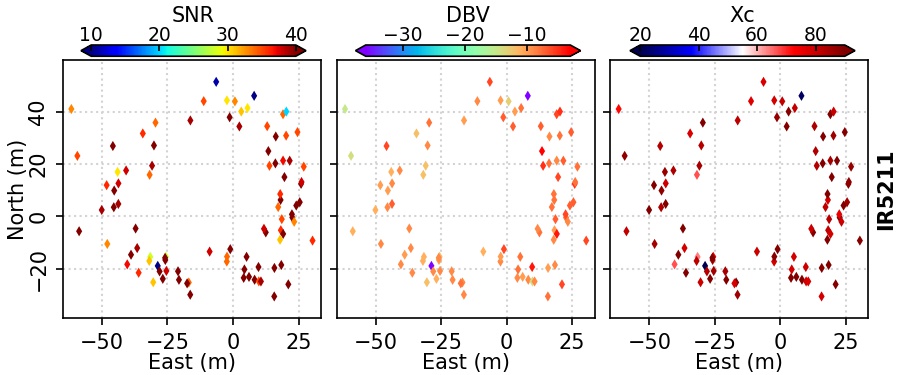 SNR DBV Xc
10 20 30 40 −30 −20 −10 20 40 60 80
North (m)
40
20
0
−20
−50 −25 0 25 −50 −25 0 25 −50 −25 0 25
East (m) East (m) East (m)
IR5211